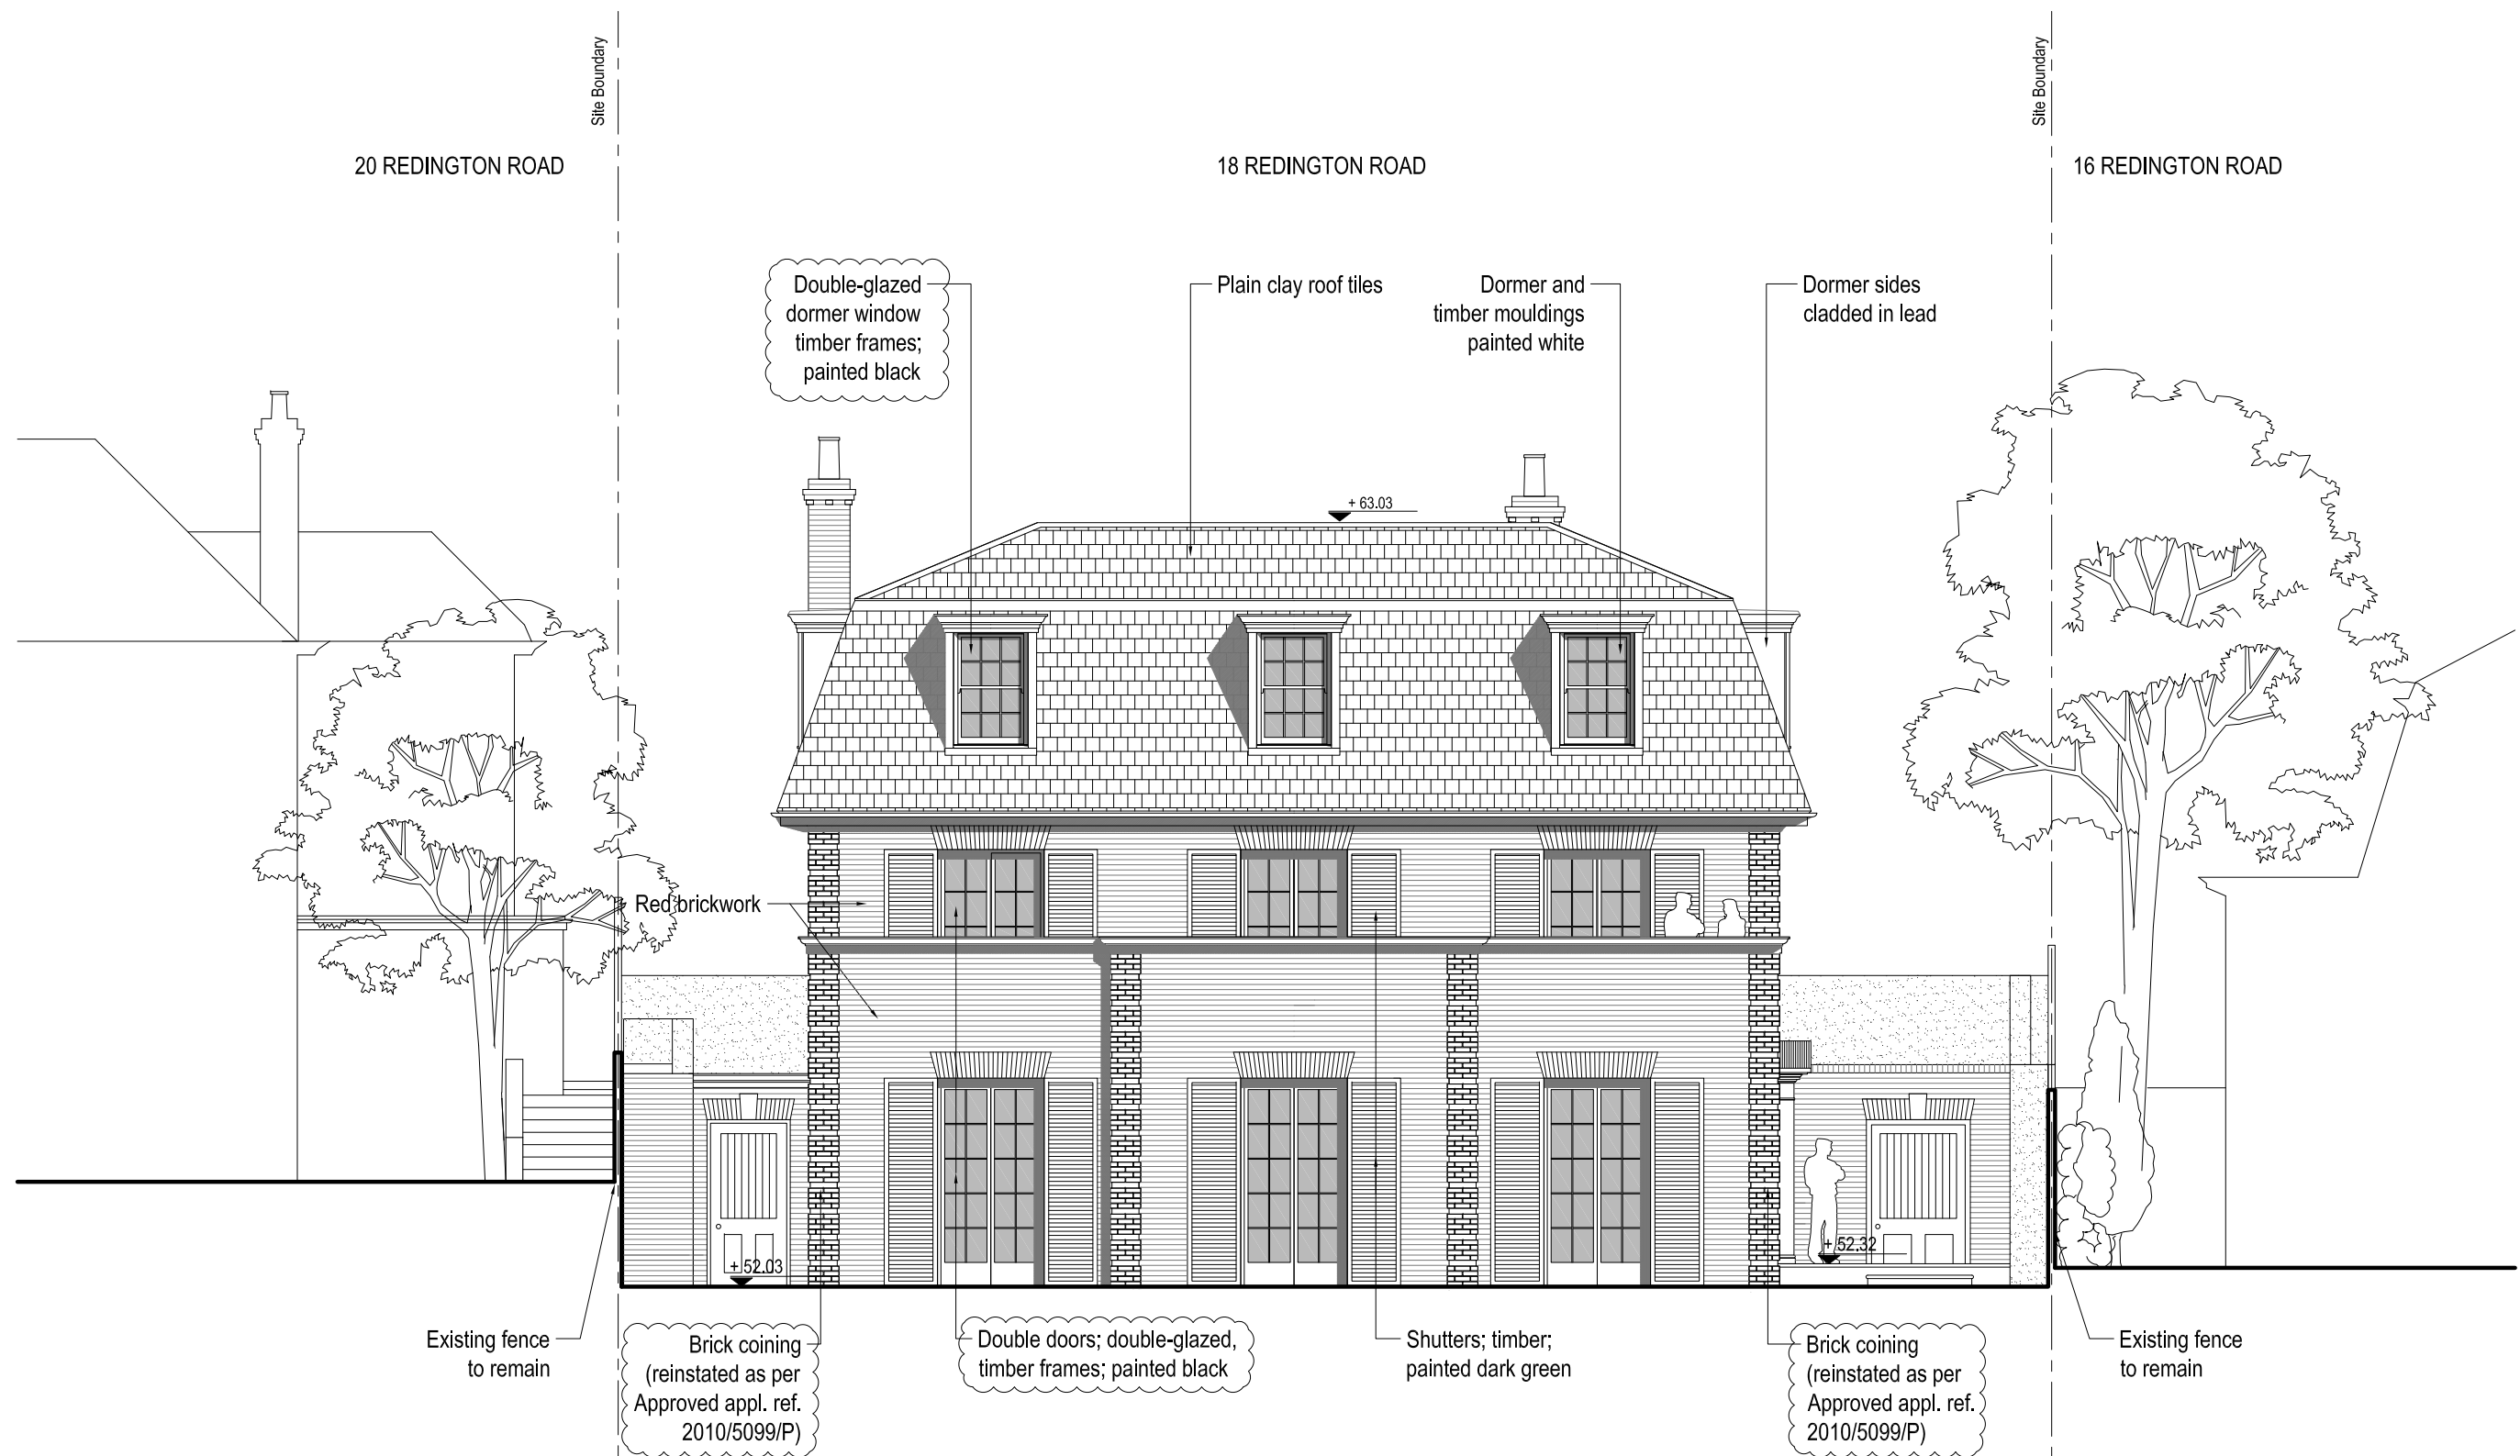 Site Boundary
Site Boundary
20 REDINGTON ROAD
18 REDINGTON ROAD
16 REDINGTON ROAD
Double-glazed
dormer window
timber frames;
painted black
Plain clay roof tiles
Dormer and
timber mouldings
painted white
Dormer sides
cladded in lead
+ 63.03
Red brickwork
+ 52.03
+ 52.32
Existing fence
to remain
Brick coining
(reinstated as per
Approved appl. ref.
2010/5099/P)
Double doors; double-glazed,
timber frames; painted black
Shutters; timber;
painted dark green
Brick coining
(reinstated as per
Approved appl. ref.
2010/5099/P)
Existing fence
to remain